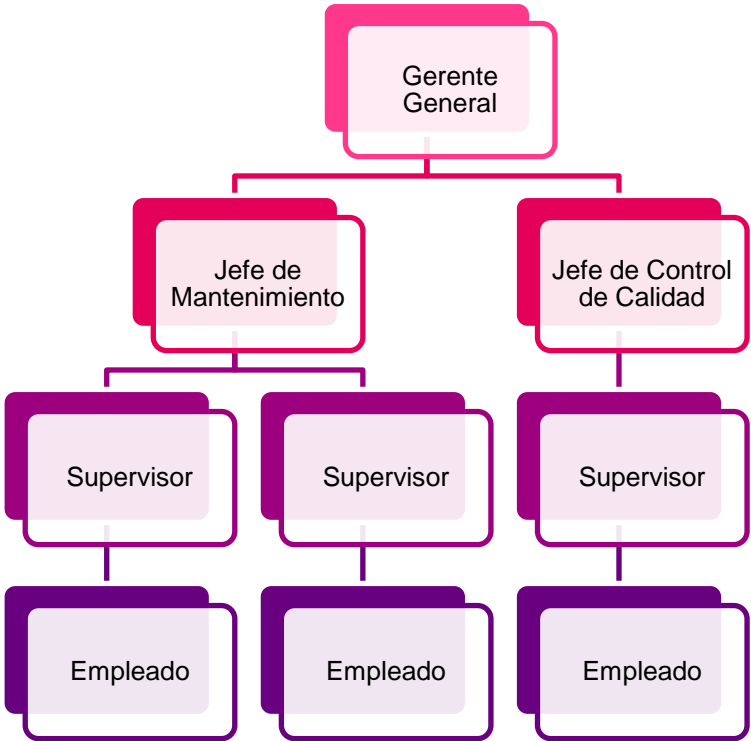 Gerente
General
Jefe de
Mantenimiento
Jefe de Control
de Calidad
Supervisor
Supervisor
Supervisor
Empleado
Empleado
Empleado